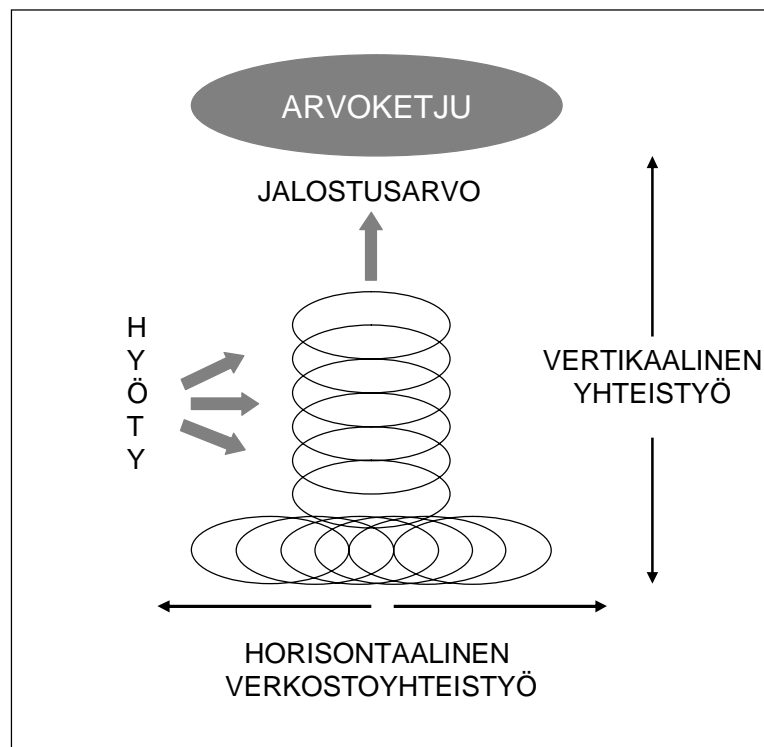 ARVOKETJU
JALOSTUSARVO
H
Y
Ö
T
Y
VERTIKAALINEN
YHTEISTYÖ
HORISONTAALINEN
VERKOSTOYHTEISTYÖ